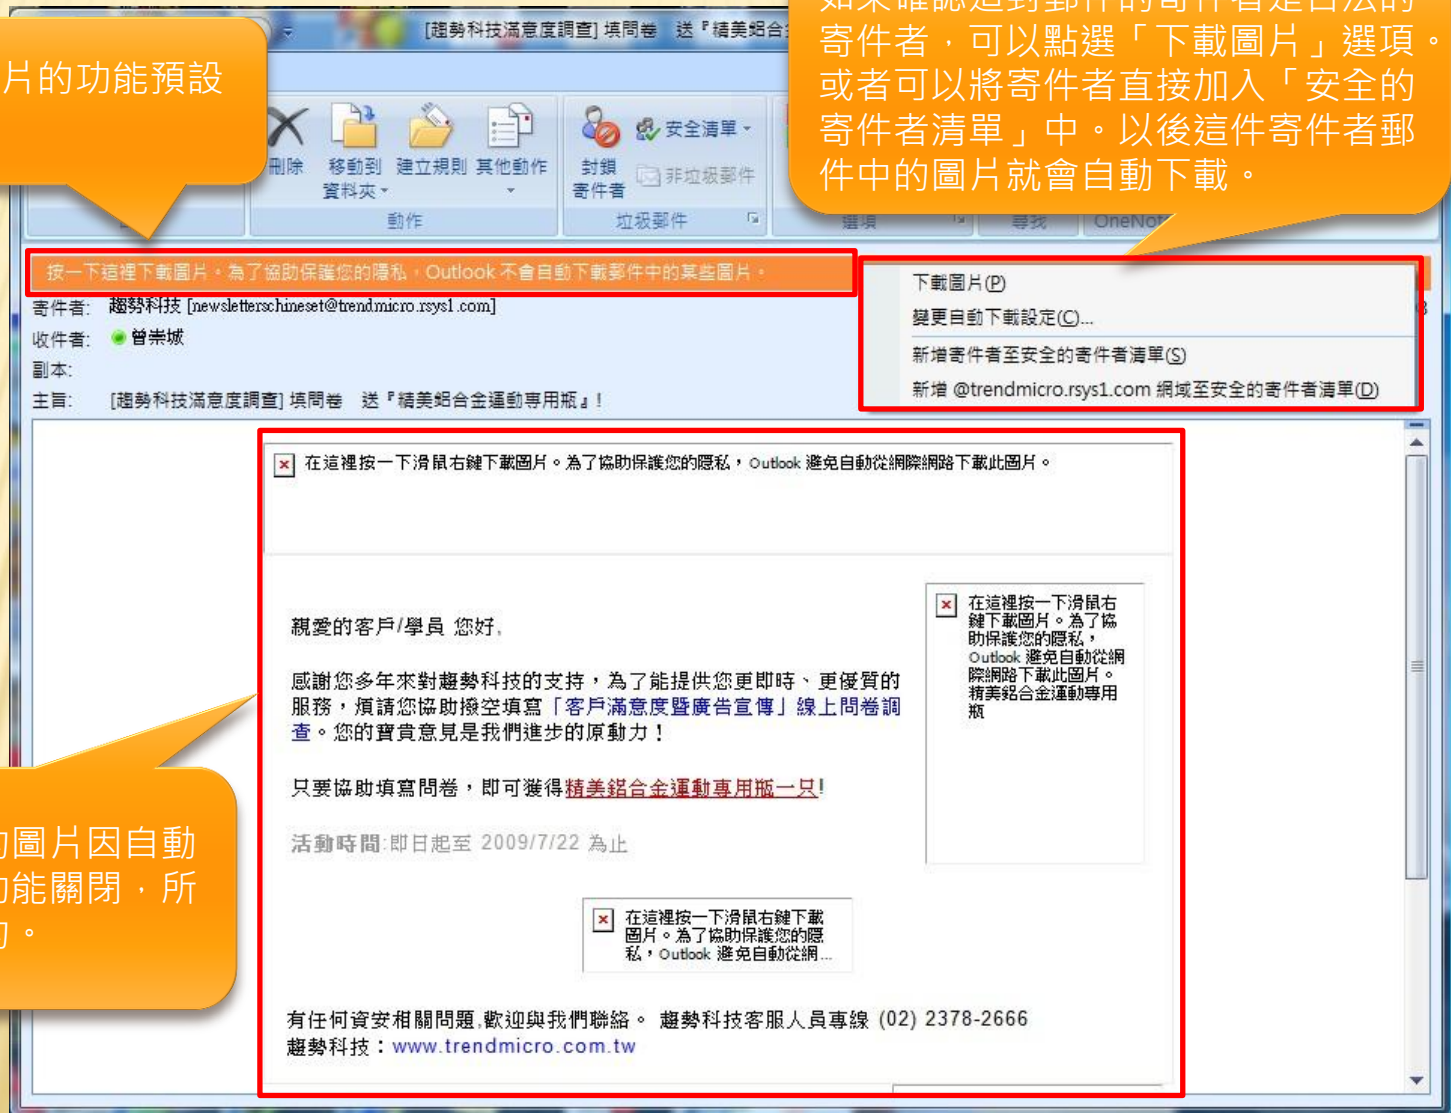 [趨勢科技滿意度調查] 填問卷 送『精美鋁合
片的功能預設
寄件者，可以點選「下載圖片」選項。
或者可以將寄件者直接加入「安全的
寄件者清單」中。以後這件寄件者郵
件中的圖片就會自動下載。
刪除
移動到
資料夾
建立規則
其他動作
封鎖
寄件者
安全清單
非垃圾郵件
動作
垃圾郵件
尋找
按一下這裡下載圖片。為了協助保護您的隱私，Outlook 不會自動下載郵件中的某些圖片。
下載圖片(P)
變更自動下載設定(C)...
新增寄件者至安全的寄件者清單(S)
新增 @trendmicro.rsys1.com 網域至安全的寄件者清單(D)
寄件者: 趨勢科技 [newsletterschineset@trendmicro.rsys1.com]
收件者: 曾崇城
副本:
主旨: [趨勢科技滿意度調查] 填問卷 送『精美鋁合金運動專用瓶』!
在這裡按一下滑鼠右鍵下載圖片。為了協助保護您的隱私，Outlook 避免自動從網際網路下載此圖片。
親愛的客戶/學員 您好,
感謝您多年來對趨勢科技的支持，為了能提供您更即時、更優質的
服務，煩請您協助撥空填寫「客戶滿意度暨廣告宣傳」線上問卷調
查。您的寶貴意見是我們進步的原動力！
只要協助填寫問卷，即可獲得精美鋁合金運動專用瓶一只!
活動時間:即日起至 2009/7/22 為止
在這裡按一下滑鼠右
鍵下載圖片。為了協
助保護您的隱私，
Outlook 避免自動從網
際網路下載此圖片。
精美鋁合金運動專用
瓶
的圖片因自動
功能關閉，所
的。
在這裡按一下滑鼠右鍵下載
圖片。為了協助保護您的隱
私，Outlook 避免自動從網...
有任何資安相關問題,歡迎與我們聯絡。 趨勢科技客服人員專線 (02) 2378-2666
趨勢科技：www.trendmicro.com.tw